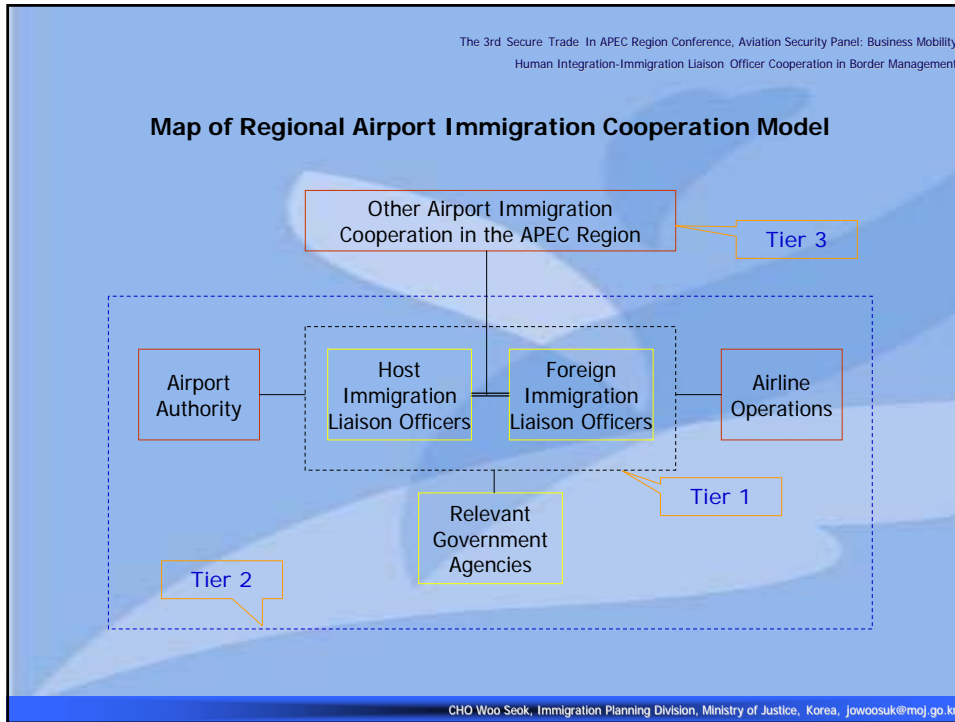 The 3rd Secure Trade In APEC Region Conference, Aviation Security Panel: Business Mobility
Human Integration-Immigration Liaison Officer Cooperation in Border Management
Map of Regional Airport Immigration Cooperation Model
Other Airport Immigration
Cooperation in the APEC Region
Tier 3
Airport
Authority
Host
Immigration
Liaison Officers
Foreign
Immigration
Liaison Officers
Airline
Operations
Tier 1
Relevant
Government
Agencies
Tier 2
CHO Woo Seok, Immigration Planning Division, Ministry of Justice, Korea, jowoosuk@moj.go.kr